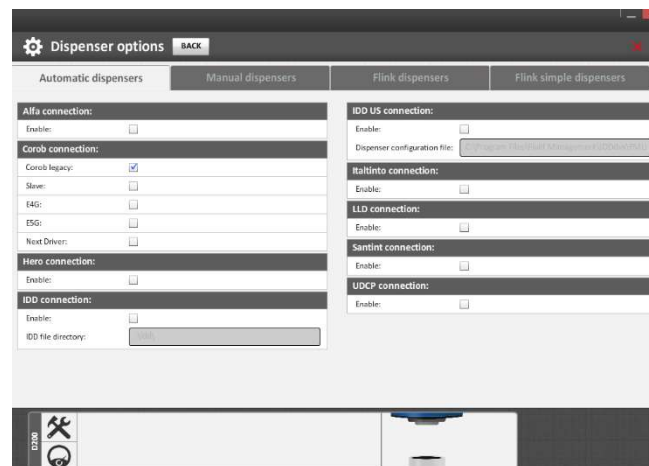 Dispenser options BACK
Automatic dispensers Manual dispensers Flink dispensers Flink simple dispensers
Alfa connection:
Enable:
Corob connection:
Corob legacy:
Slave:
E4G:
E5G:
Next Driver:
Hero connection:
Enable:
IDD connection:
Enable:
IDD file directory:
IDD US connection:
Enable:
Dispenser configuration file:
Italtinto connection:
Enable:
LLD connection:
Enable:
Santint connection:
Enable:
UDCP connection:
Enable:
D200